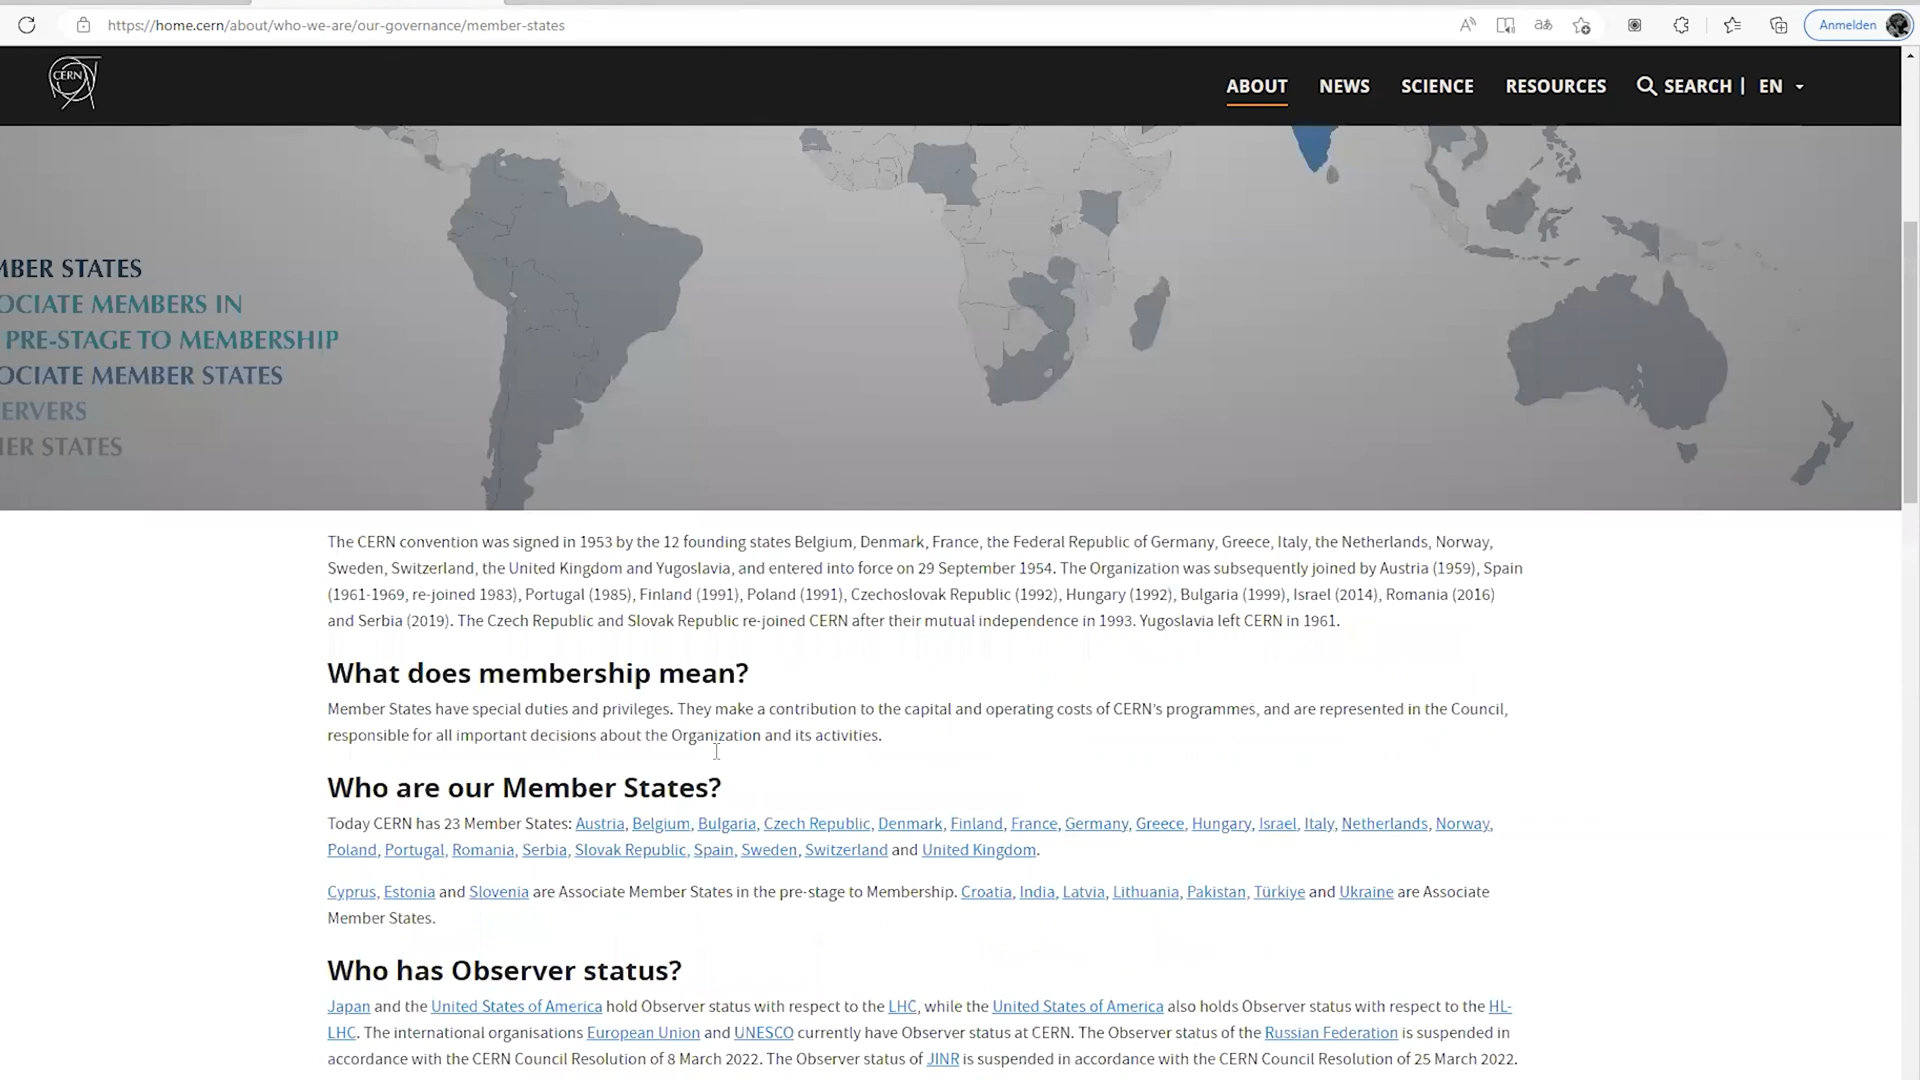 https://home.cern/about/who-we-are/our-governance/member-states
Anmelden
CERN
ABOUT
NEWS
SCIENCE
RESOURCES
SEARCH |
EN
MBER STATES
OCIATE MEMBERS IN
PRE-STAGE TO MEMBERSHIP
OCIATE MEMBER STATES
ERVERS
HER STATES
The CERN convention was signed in 1953 by the 12 founding states Belgium, Denmark, France, the Federal Republic of Germany, Greece, Italy, the Netherlands, Norway,
Sweden, Switzerland, the United Kingdom and Yugoslavia, and entered into force on 29 September 1954. The Organization was subsequently joined by Austria (1959), Spain
(1961-1969, re-joined 1983), Portugal (1985), Finland (1991), Poland (1991), Czechoslovak Republic (1992), Hungary (1992), Bulgaria (1999), Israel (2014), Romania (2016)
and Serbia (2019). The Czech Republic and Slovak Republic re-joined CERN after their mutual independence in 1993. Yugoslavia left CERN in 1961.
What does membership mean?
Member States have special duties and privileges. They make a contribution to the capital and operating costs of CERN's programmes, and are represented in the Council,
responsible for all important decisions about the Organization and its activities.
Who are our Member States?
Today CERN has 23 Member States: Austria, Belgium, Bulgaria, Czech Republic, Denmark, Finland, France, Germany, Greece, Hungary, Israel, Italy, Netherlands, Norway,
Poland, Portugal, Romania, Serbia, Slovak Republic, Spain, Sweden, Switzerland and United Kingdom.
Cyprus, Estonia and Slovenia are Associate Member States in the pre-stage to Membership. Croatia, India, Latvia, Lithuania, Pakistan, Türkiye and Ukraine are Associate
Member States.
Who has Observer status?
Japan and the United States of America hold Observer status with respect to the LHC, while the United States of America also holds Observer status with respect to the HL-
LHC. The international organisations European Union and UNESCO currently have Observer status at CERN. The Observer status of the Russian Federation is suspended in
accordance with the CERN Council Resolution of 8 March 2022. The Observer status of JINR is suspended in accordance with the CERN Council Resolution of 25 March 2022.